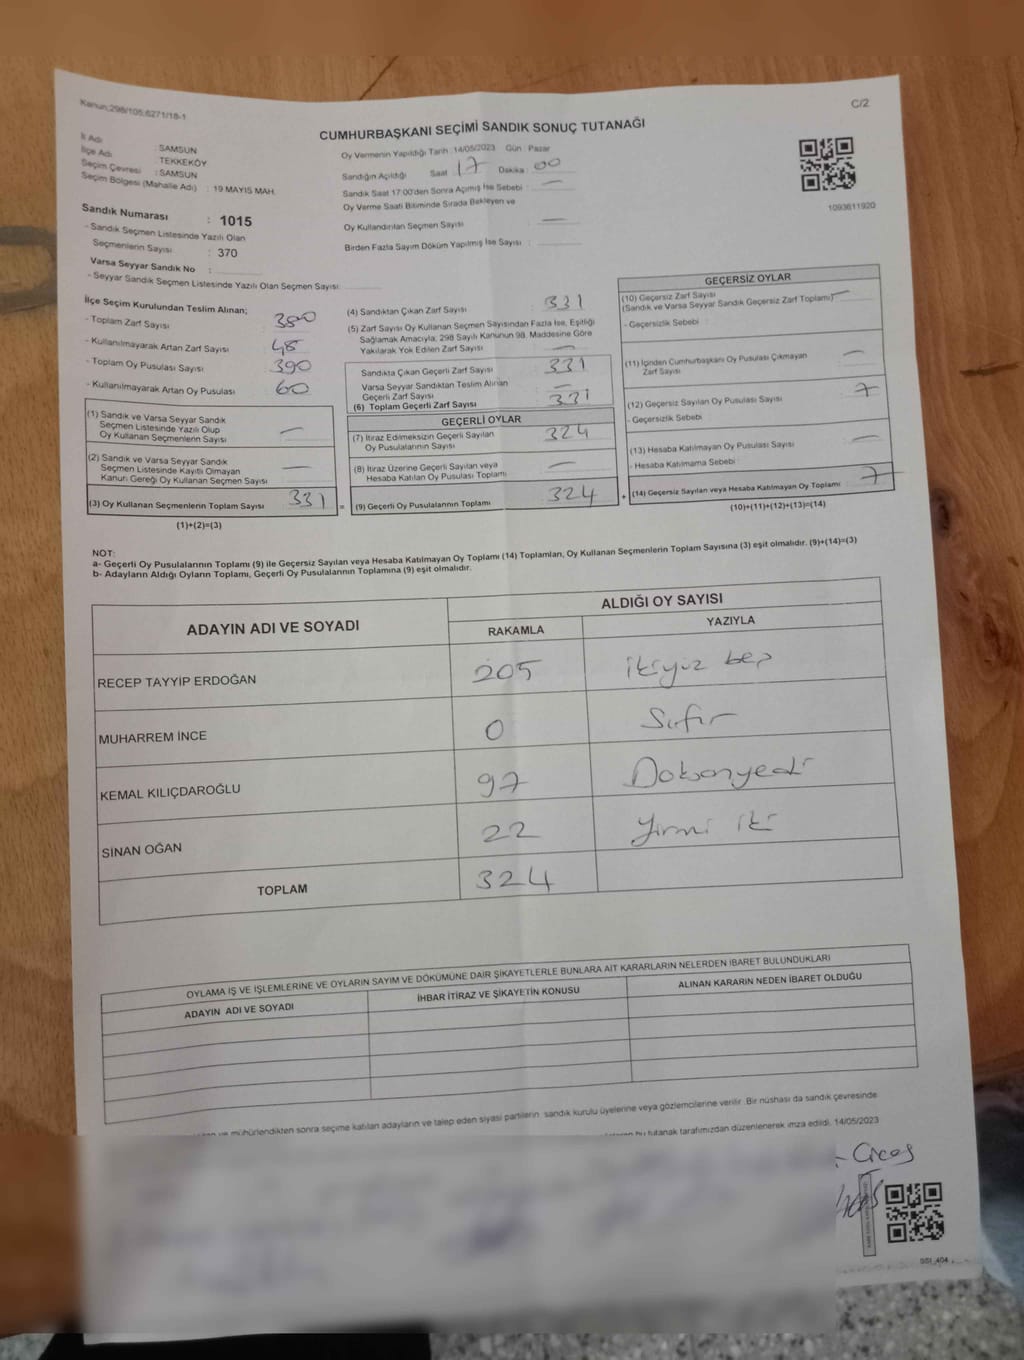 Kanun;298/105;6271/18-1
C/2
CUMHURBAŞKANI SEÇİMİ SANDIK SONUÇ TUTANAĞI
İl Adı : SAMSUN
İlçe Adı : TEKKEKÖY
Seçim Çevresi : SAMSUN
Seçim Bölgesi (Mahalle Adı) : 19 MAYIS MAH.
Oy Vermenin Yapıldığı Tarih :14/05/2023 Gün : Pazar
Sandığın Açıldığı Saat : 17 Dakika : 00
Sandık Saat 17:00'den Sonra Açılmış İse Sebebi : —
Oy Verme Saati Bitiminde Sırada Bekleyen ve
Oy Kullandırılan Seçmen Sayısı : —
Birden Fazla Sayım Döküm Yapılmış İse Sayısı : —
1093611920
Sandık Numarası : 1015
- Sandık Seçmen Listesinde Yazılı Olan
Seçmenlerin Sayısı : 370
Varsa Seyyar Sandık No :
- Seyyar Sandık Seçmen Listesinde Yazılı Olan Seçmen Sayısı:
İlçe Seçim Kurulundan Teslim Alınan;
- Toplam Zarf Sayısı : 380
- Kullanılmayarak Artan Zarf Sayısı : 48
- Toplam Oy Pusulası Sayısı : 390
- Kullanılmayarak Artan Oy Pusulası : 60
(1) Sandık ve Varsa Seyyar Sandık
Seçmen Listesinde Yazılı Olup
Oy Kullanan Seçmenlerin Sayısı —
(2) Sandık ve Varsa Seyyar Sandık
Seçmen Listesinde Kayıtlı Olmayan
Kanun Gereği Oy Kullanan Seçmen Sayısı —
(3) Oy Kullanan Seçmenlerin Toplam Sayısı 331 =
(1)+(2)=(3)
(4) Sandıktan Çıkan Zarf Sayısı : 331
(5) Zarf Sayısı Oy Kullanan Seçmen Sayısından Fazla İse, Eşitliği
Sağlamak Amacıyla; 298 Sayılı Kanunun 98. Maddesine Göre
Yakılarak Yok Edilen Zarf Sayısı : —
Sandıkta Çıkan Geçerli Zarf Sayısı : 331
Varsa Seyyar Sandıktan Teslim Alınan
Geçerli Zarf Sayısı : —
(6) Toplam Geçerli Zarf Sayısı : 331
GEÇERLİ OYLAR
(7) İtiraz Edilmeksizin Geçerli Sayılan
Oy Pusulalarının Sayısı 324
(8) İtiraz Üzerine Geçerli Sayılan veya
Hesaba Katılan Oy Pusulası Toplamı —
(9) Geçerli Oy Pusulalarının Toplamı 324 +
GEÇERSİZ OYLAR
(10) Geçersiz Zarf Sayısı
(Sandık ve Varsa Seyyar Sandık Geçersiz Zarf Toplamı) —
- Geçersizlik Sebebi :
(11) İçinden Cumhurbaşkanı Oy Pusulası Çıkmayan
Zarf Sayısı —
(12) Geçersiz Sayılan Oy Pusulası Sayısı : 7
- Geçersizlik Sebebi :
(13) Hesaba Katılmayan Oy Pusulası Sayısı : —
- Hesaba Katılmama Sebebi :
(14) Geçersiz Sayılan veya Hesaba Katılmayan Oy Toplamı : 7
(10)+(11)+(12)+(13)=(14)
NOT:
a- Geçerli Oy Pusulalarının Toplamı (9) ile Geçersiz Sayılan veya Hesaba Katılmayan Oy Toplamı (14) Toplamları, Oy Kullanan Seçmenlerin Toplam Sayısına (3) eşit olmalıdır. (9)+(14)=(3)
b- Adayların Aldığı Oyların Toplamı, Geçerli Oy Pusulalarının Toplamına (9) eşit olmalıdır.
ADAYIN ADI VE SOYADI ALDIĞI OY SAYISI
RAKAMLA YAZIYLA
RECEP TAYYİP ERDOĞAN 205 ikiyüz beş
MUHARREM İNCE 0 Sıfır
KEMAL KILIÇDAROĞLU 97 Doksanyedi
SİNAN OĞAN 22 yirmi iki
TOPLAM 324
OYLAMA İŞ VE İŞLEMLERİNE VE OYLARIN SAYIM VE DÖKÜMÜNE DAİR ŞİKAYETLERLE BUNLARA AİT KARARLARIN NELERDEN İBARET BULUNDUKLARI
ADAYIN ADI VE SOYADI İHBAR İTİRAZ VE ŞİKAYETİN KONUSU ALINAN KARARIN NEDEN İBARET OLDUĞU
ve mühürlendikten sonra seçime katılan adayların ve talep eden siyasi partilerin sandık kurulu üyelerine veya gözlemcilerine verilir. Bir nüshası da sandık çevresinde
bu tutanak tarafımızdan düzenlenerek imza edildi. 14/05/2023
SSI_404